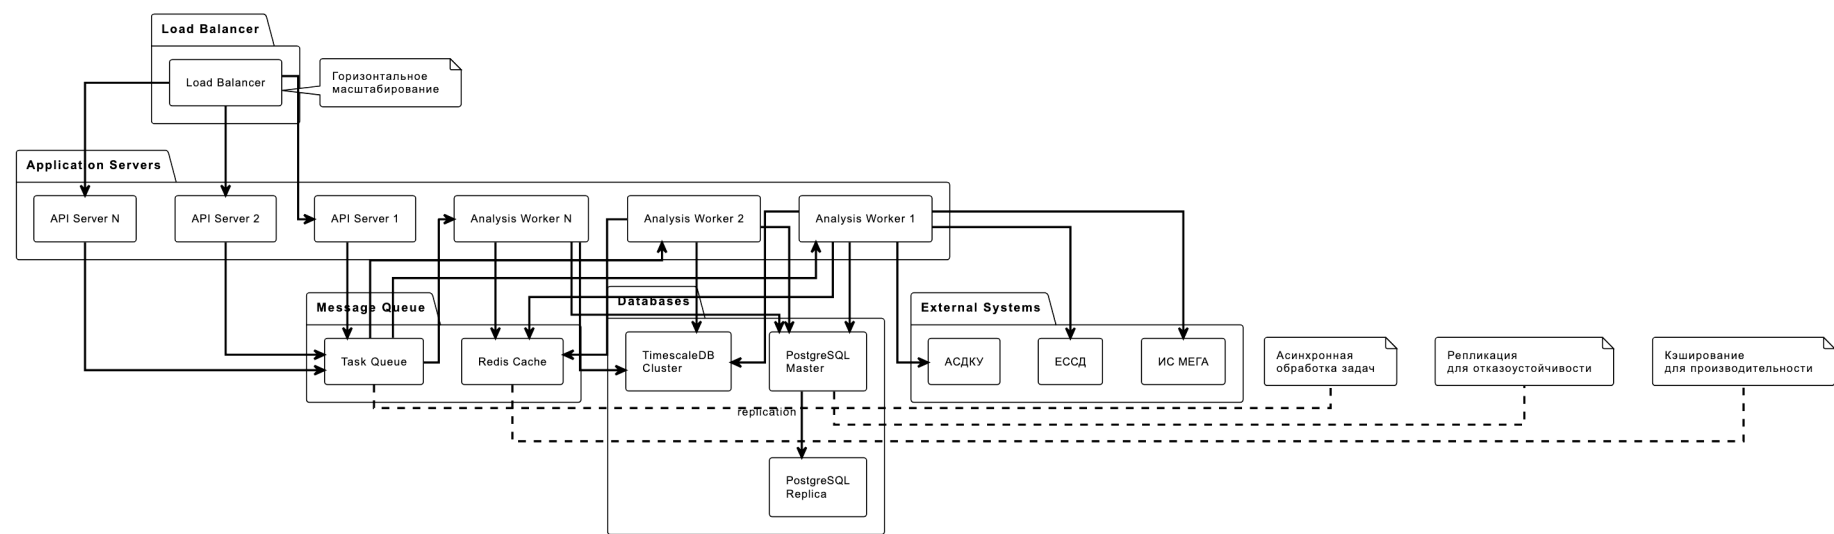 Load Balancer
Load Balancer
Горизонтальное
масштабирование
Application Servers
API Server N
API Server 2
API Server 1
Analysis Worker N
Analysis Worker 2
Analysis Worker 1
Message Queue
Databases
External Systems
Task Queue
Redis Cache
TimescaleDB
Cluster
PostgreSQL
Master
АСДКУ
ЕССД
ИС МЕГА
Асинхронная
обработка задач
Репликация
для отказоустойчивости
Кэширование
для производительности
replication
PostgreSQL
Replica